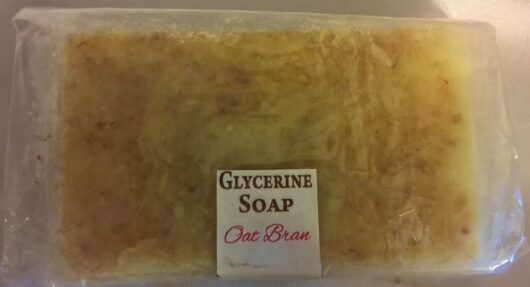 GLYCERINE
SOAP
Oat Bran